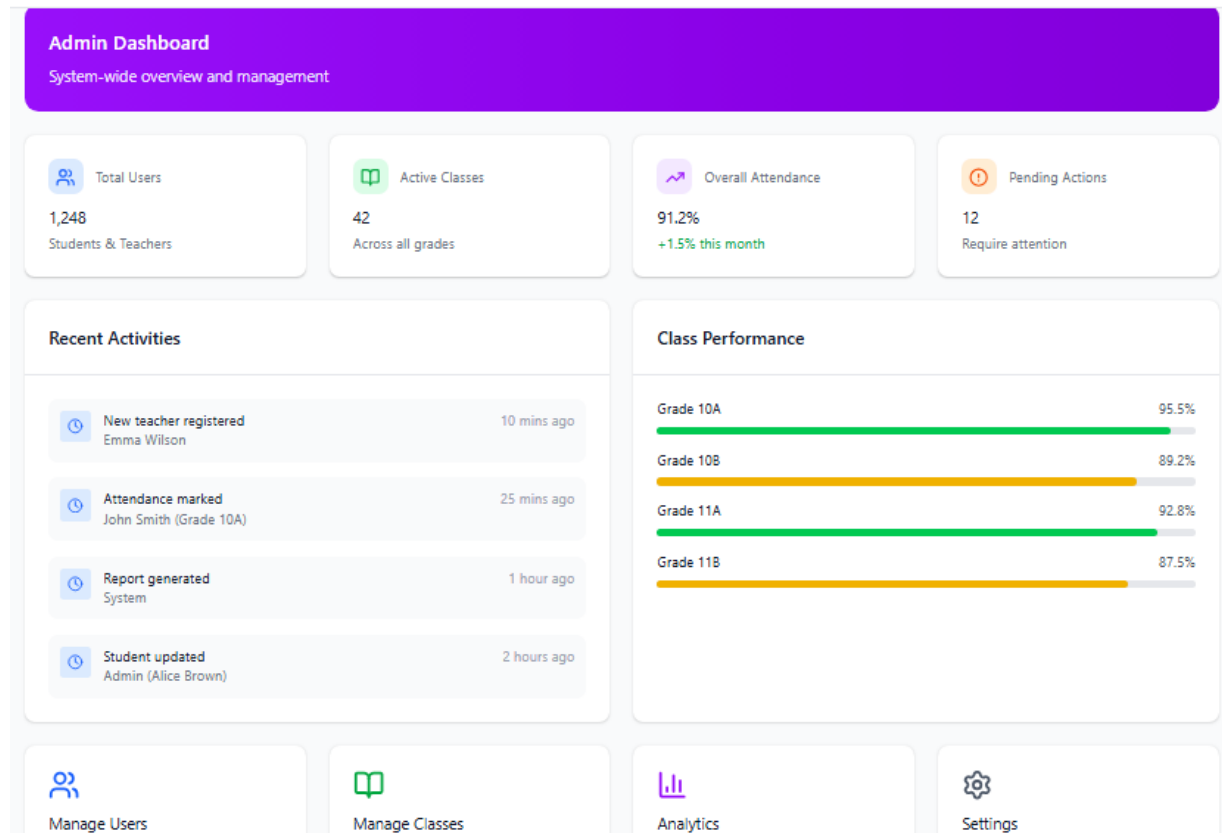 Admin Dashboard
System-wide overview and management
Total Users
1,248
Students & Teachers
Active Classes
42
Across all grades
Overall Attendance
91.2%
+1.5% this month
Pending Actions
12
Require attention
Recent Activities
New teacher registered 10 mins ago
Emma Wilson
Attendance marked 25 mins ago
John Smith (Grade 10A)
Report generated 1 hour ago
System
Student updated 2 hours ago
Admin (Alice Brown)
Class Performance
Grade 10A 95.5%
Grade 10B 89.2%
Grade 11A 92.8%
Grade 11B 87.5%
Manage Users
Manage Classes
Analytics
Settings